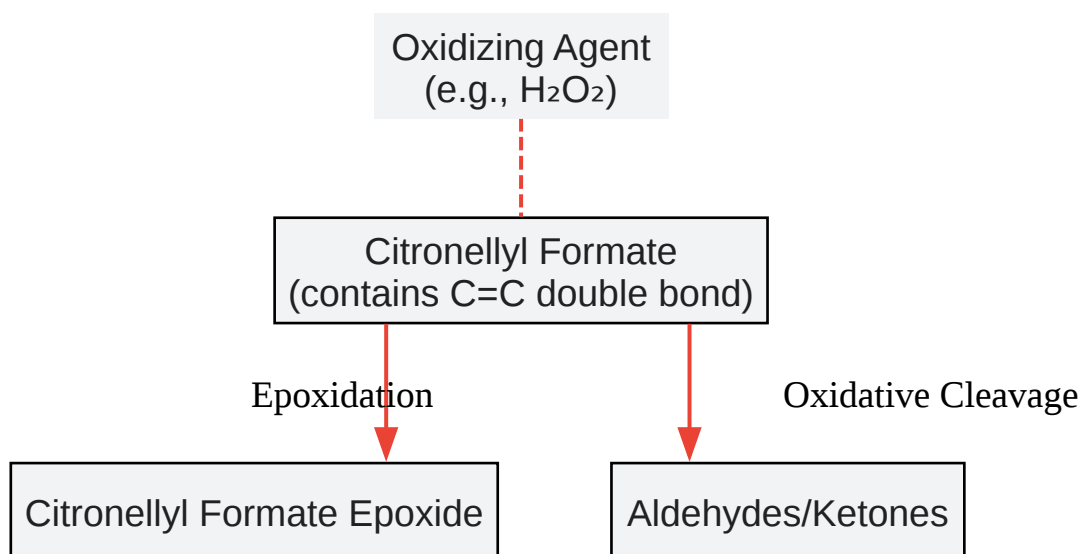 Oxidizing Agent
(e.g., H₂O₂)
Citronellyl Formate
(contains C=C double bond)
Epoxidation
Oxidative Cleavage
Citronellyl Formate Epoxide
Aldehydes/Ketones